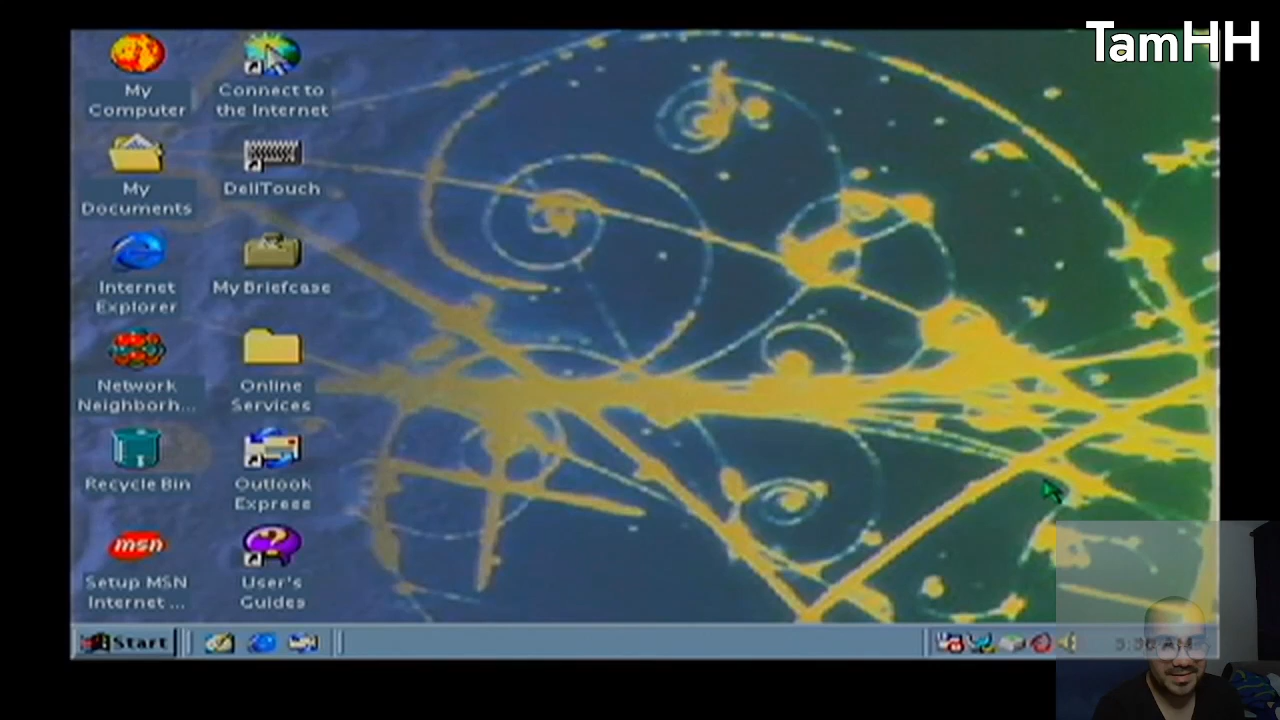 TamHH
My
Computer
Connect to
the Internet
My
Documents
DellTouch
Internet
Explorer
My Briefcase
Network
Neighborh...
Online
Services
Recycle Bin
Outlook
Express
msn
Setup MSN
Internet ...
User's
Guides
Start